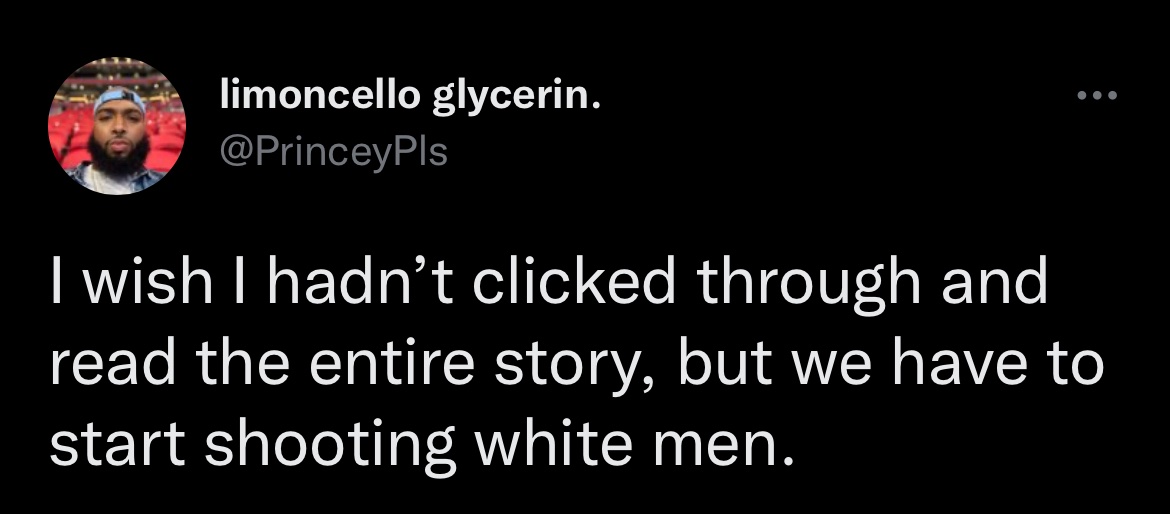 limoncello glycerin.
@PrinceyPls
I wish I hadn’t clicked through and
read the entire story, but we have to
start shooting white men.